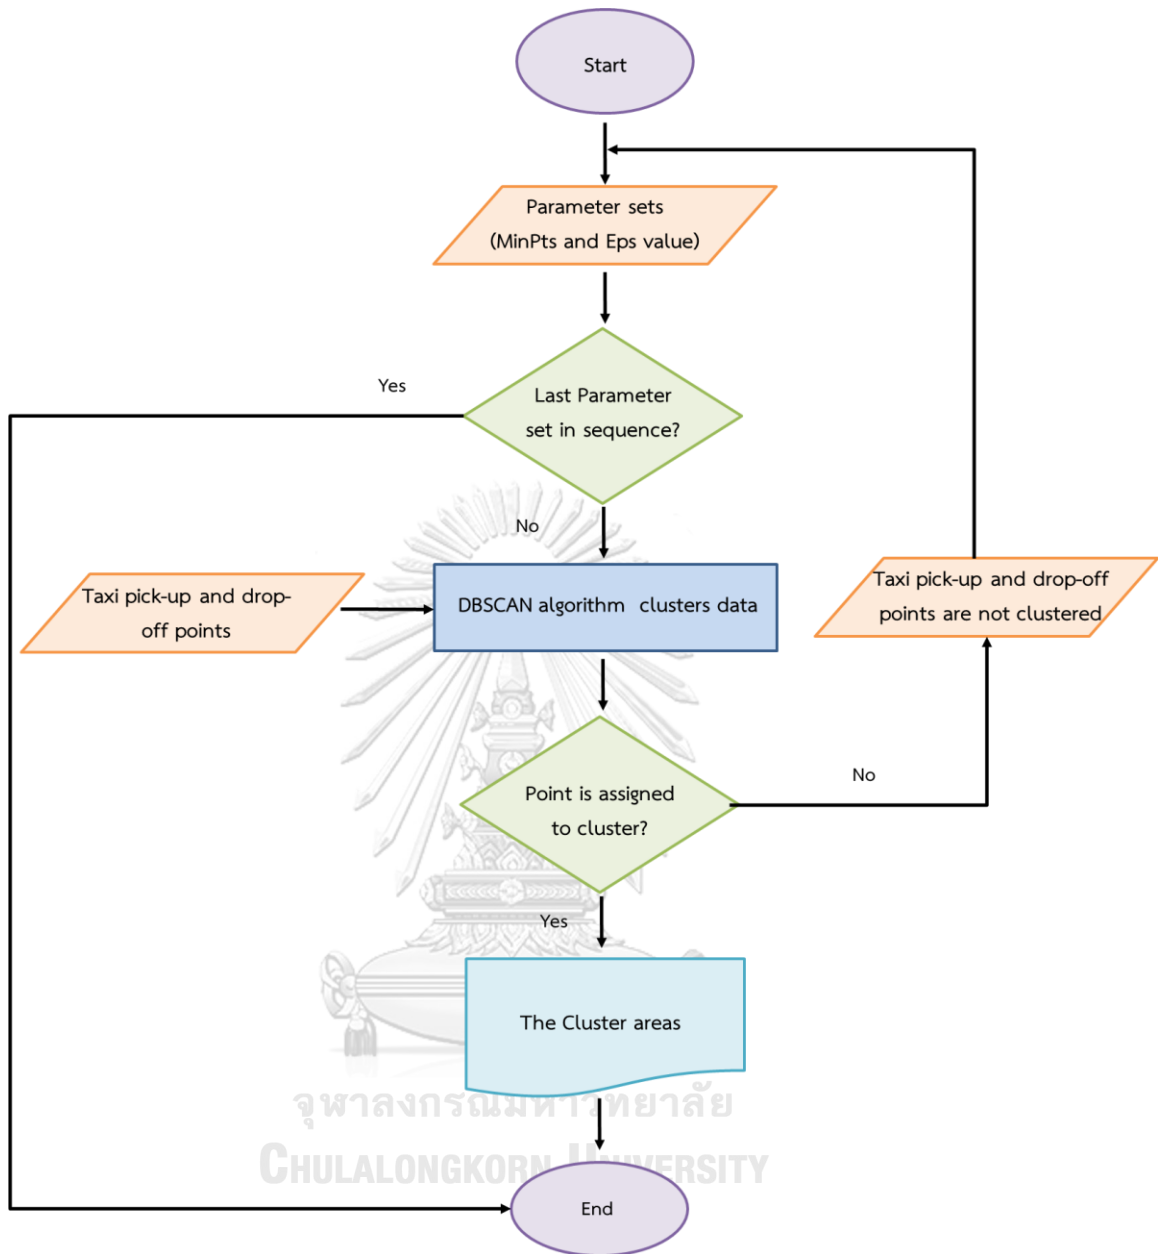 Start
Parameter sets
(MinPts and Eps value)
Yes
Last Parameter
set in sequence?
No
Taxi pick-up and drop-
off points
DBSCAN algorithm clusters data
Taxi pick-up and drop-off
points are not clustered
Point is assigned
to cluster?
No
Yes
The Cluster areas
จุฬาลงกรณ์มหาวิทยาลัย
CHULALONGKORN UNIVERSITY
End